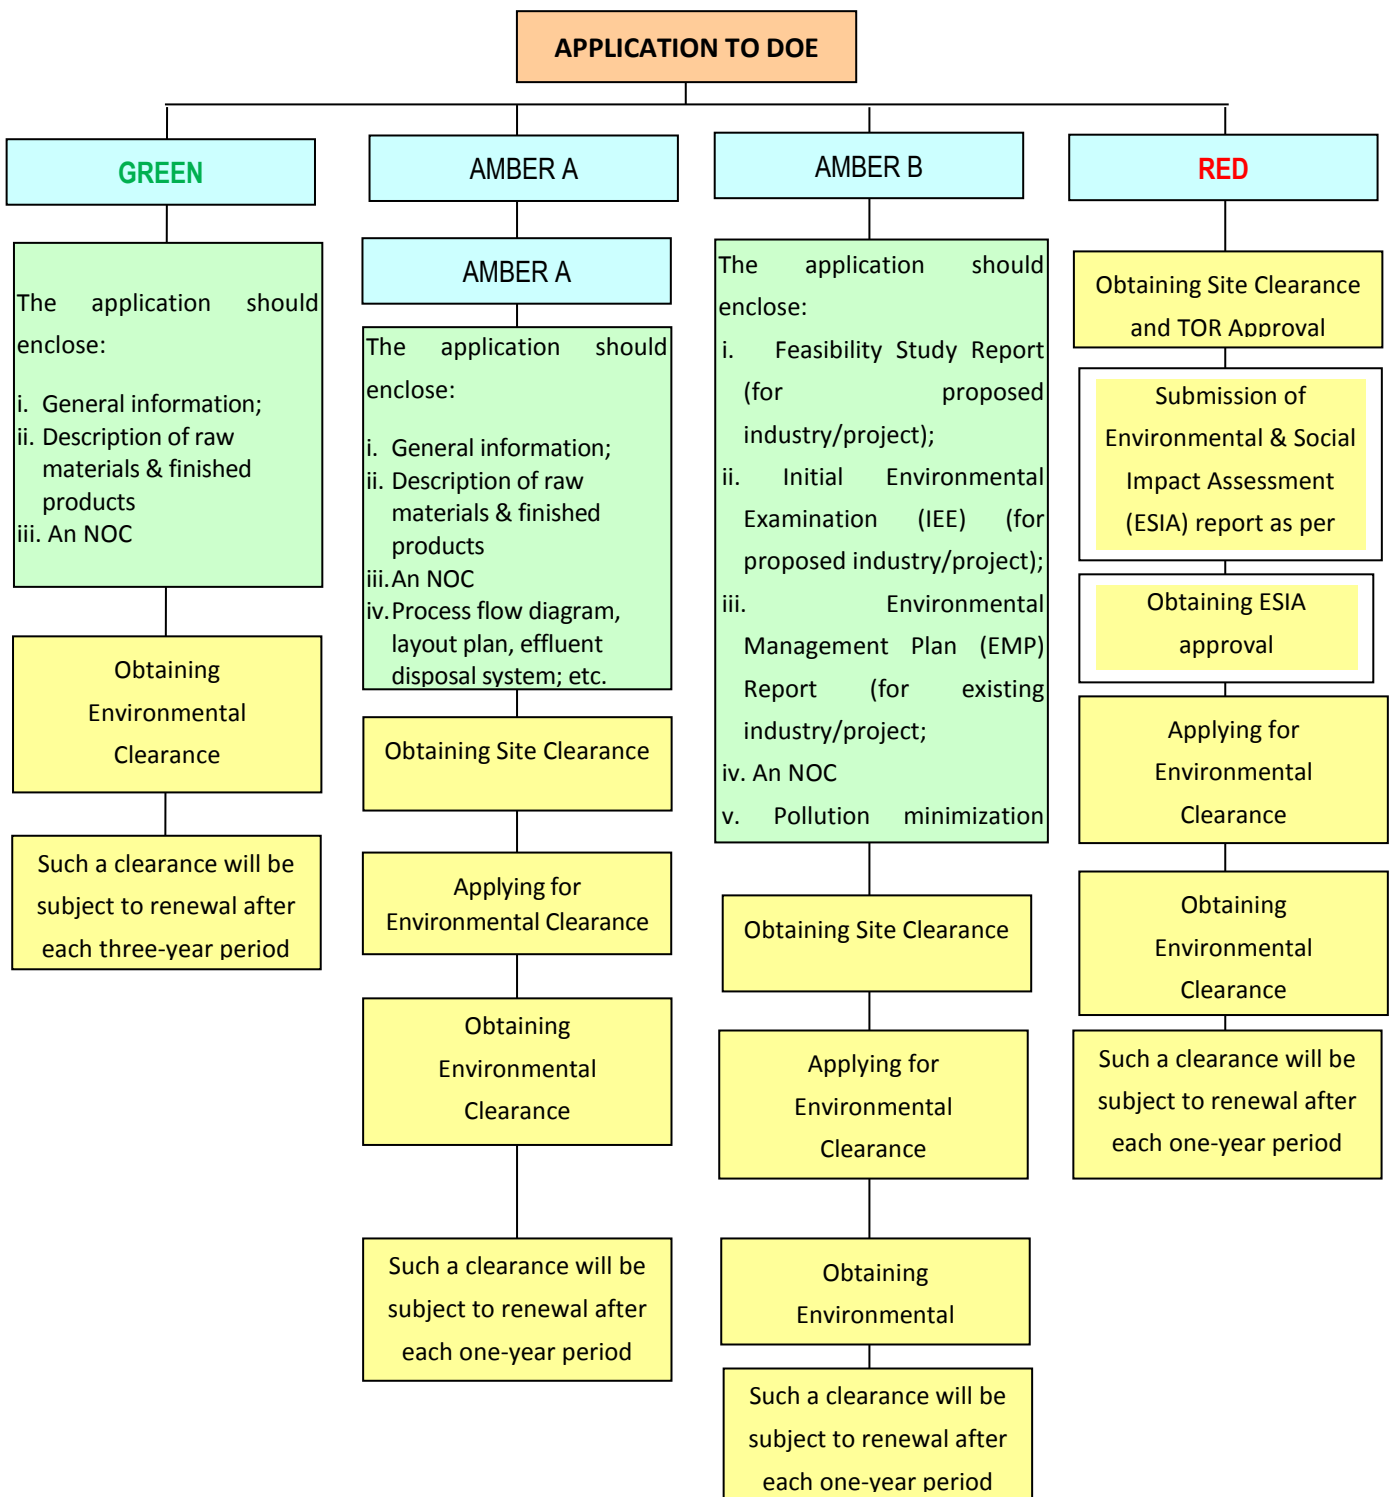 APPLICATION TO DOE
GREEN
The application should
enclose:
i. General information;
ii. Description of raw
materials & finished
products
iii. An NOC
Obtaining
Environmental
Clearance
Such a clearance will be
subject to renewal after
each three-year period
AMBER A
AMBER A
The application should
enclose:
i. General information;
ii. Description of raw
materials & finished
products
iii. An NOC
iv. Process flow diagram,
layout plan, effluent
disposal system; etc.
Obtaining Site Clearance
Applying for
Environmental Clearance
Obtaining
Environmental
Clearance
Such a clearance will be
subject to renewal after
each one-year period
AMBER B
The application should
enclose:
i. Feasibility Study Report
(for proposed
industry/project);
ii. Initial Environmental
Examination (IEE) (for
proposed industry/project);
iii. Environmental
Management Plan (EMP)
Report (for existing
industry/project;
iv. An NOC
v. Pollution minimization
Obtaining Site Clearance
Applying for
Environmental
Clearance
Obtaining
Environmental
Such a clearance will be
subject to renewal after
each one-year period
RED
Obtaining Site Clearance
and TOR Approval
Submission of
Environmental & Social
Impact Assessment
(ESIA) report as per
Obtaining ESIA
approval
Applying for
Environmental
Clearance
Obtaining
Environmental
Clearance
Such a clearance will be
subject to renewal after
each one-year period